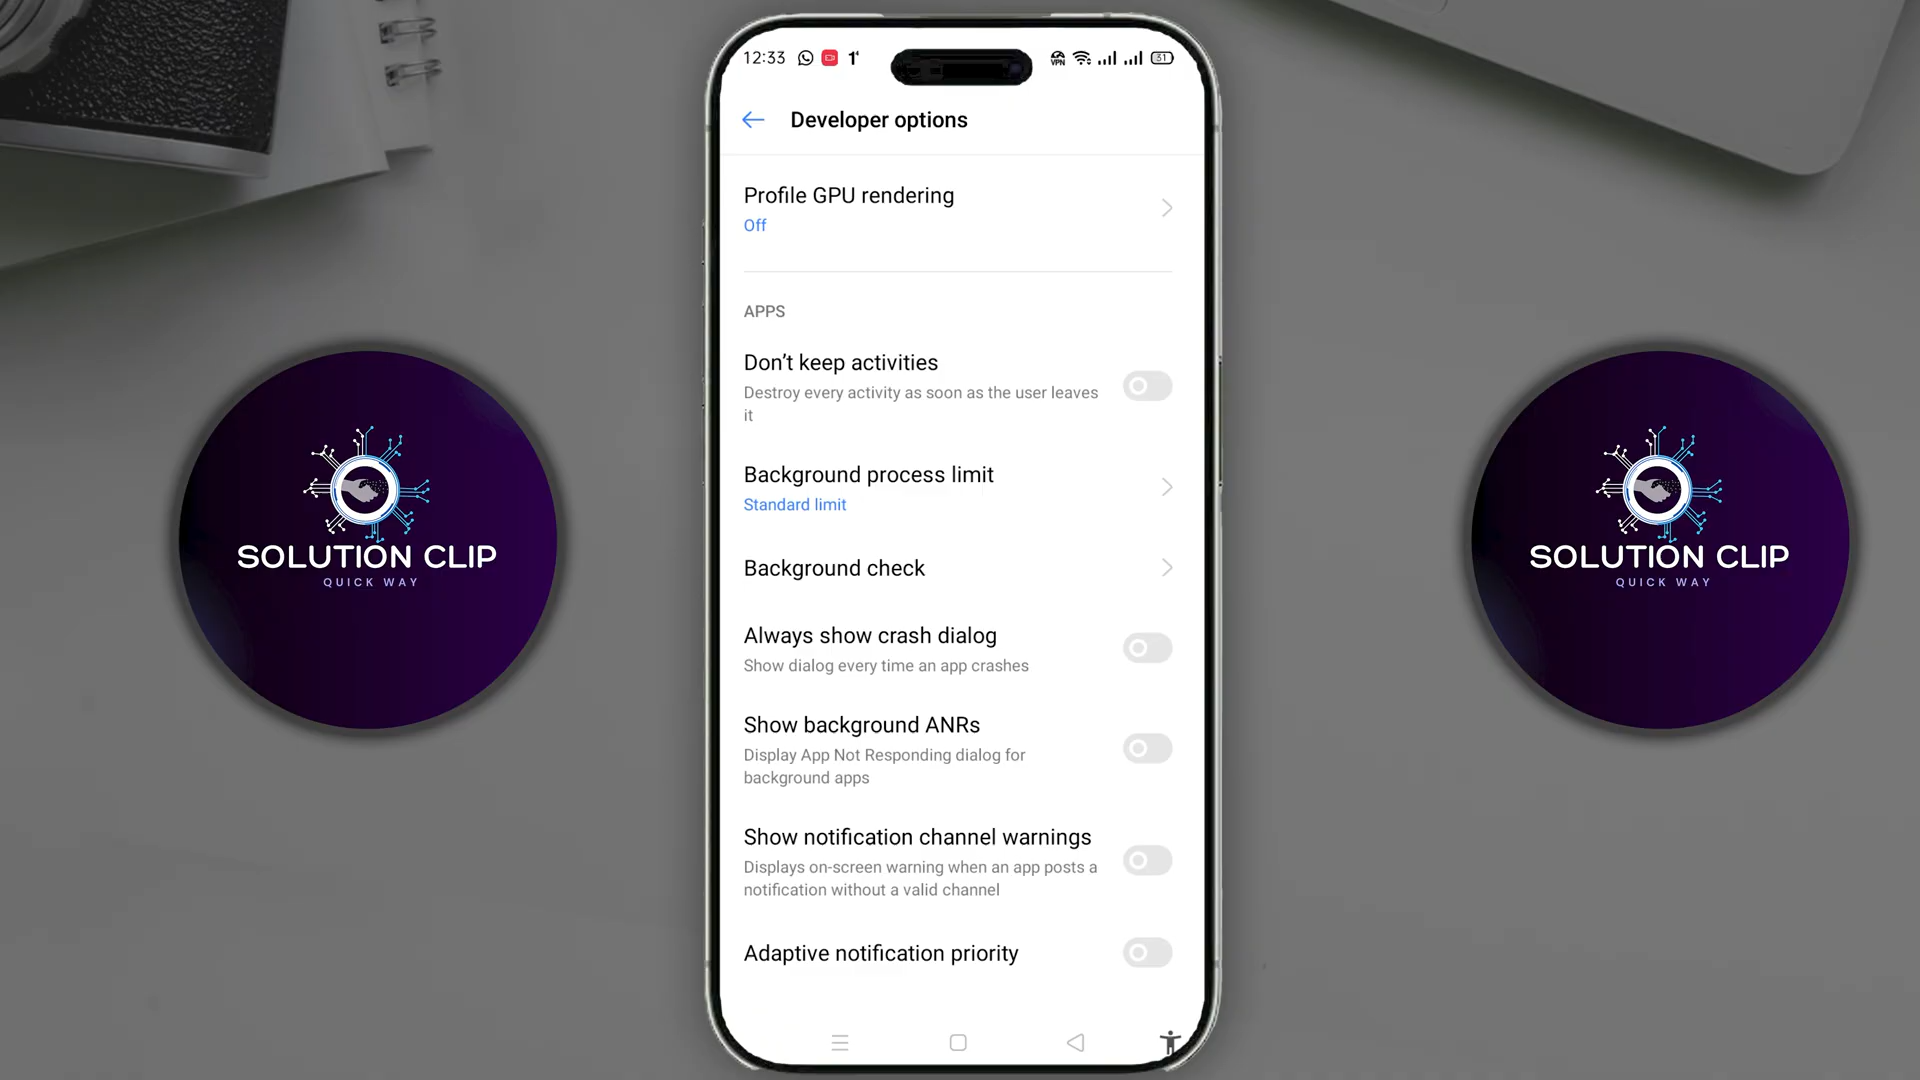 12:33
VPN
31
Developer options
Profile GPU rendering
Off
APPS
Don’t keep activities
Destroy every activity as soon as the user leaves
it
Background process limit
Standard limit
Background check
Always show crash dialog
Show dialog every time an app crashes
Show background ANRs
Display App Not Responding dialog for
background apps
Show notification channel warnings
Displays on-screen warning when an app posts a
notification without a valid channel
Adaptive notification priority
SOLUTION CLIP
QUICK WAY
SOLUTION CLIP
QUICK WAY